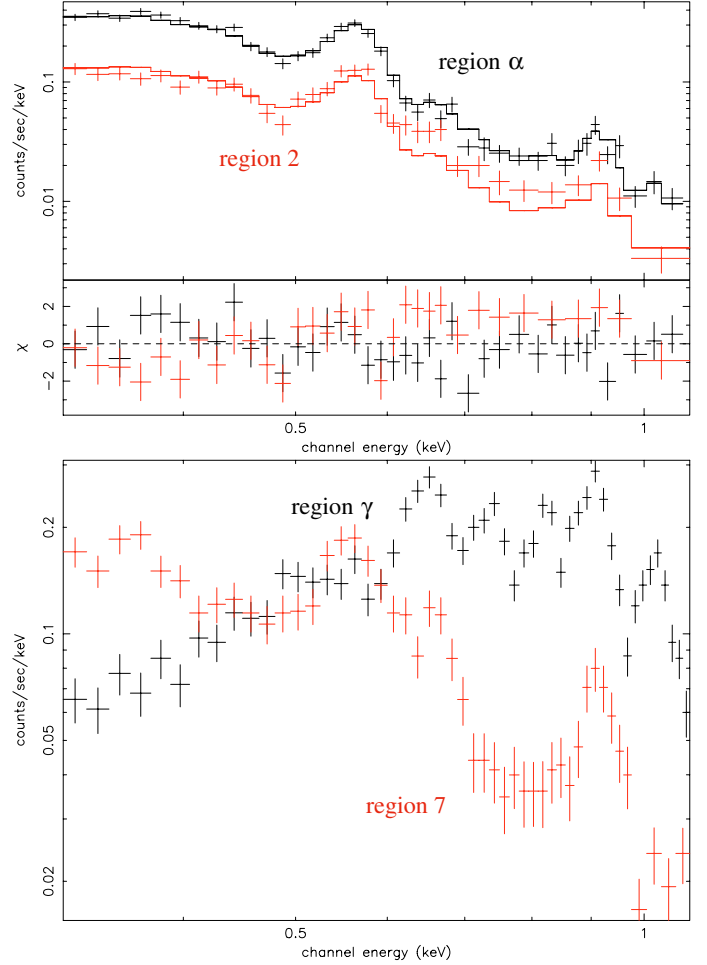 0.1
0.01
counts/sec/keV
region α
region 2
2
0
-2
χ
0.5
1
channel energy (keV)
0.2
0.1
0.05
0.02
counts/sec/keV
region γ
region 7
0.5
1
channel energy (keV)